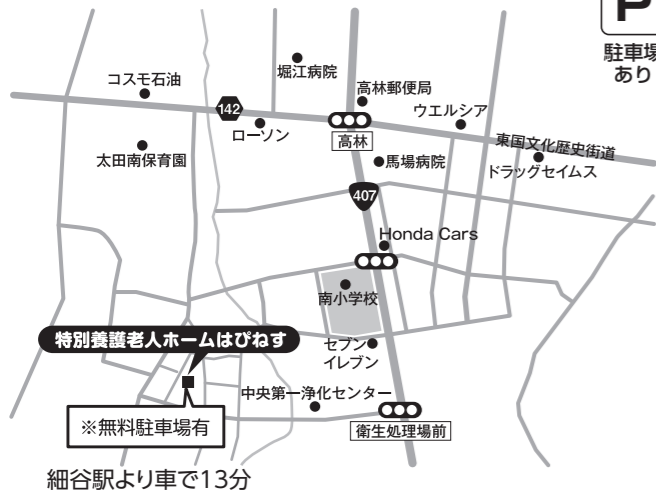 P
駐車場
あり
堀江病院
コスモ石油
高林郵便局
142
ウエルシア
ローソン
高林
東国文化歴史街道
太田南保育園
馬場病院
ドラッグセイムス
407
Honda Cars
南小学校
特別養護老人ホームはぴねす
セブン
イレブン
中央第一浄化センター
※無料駐車場有
衛生処理場前
細谷駅より車で13分